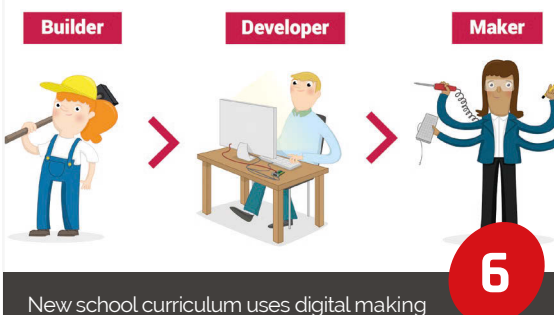 Builder
Developer
Maker
6
New school curriculum uses digital making